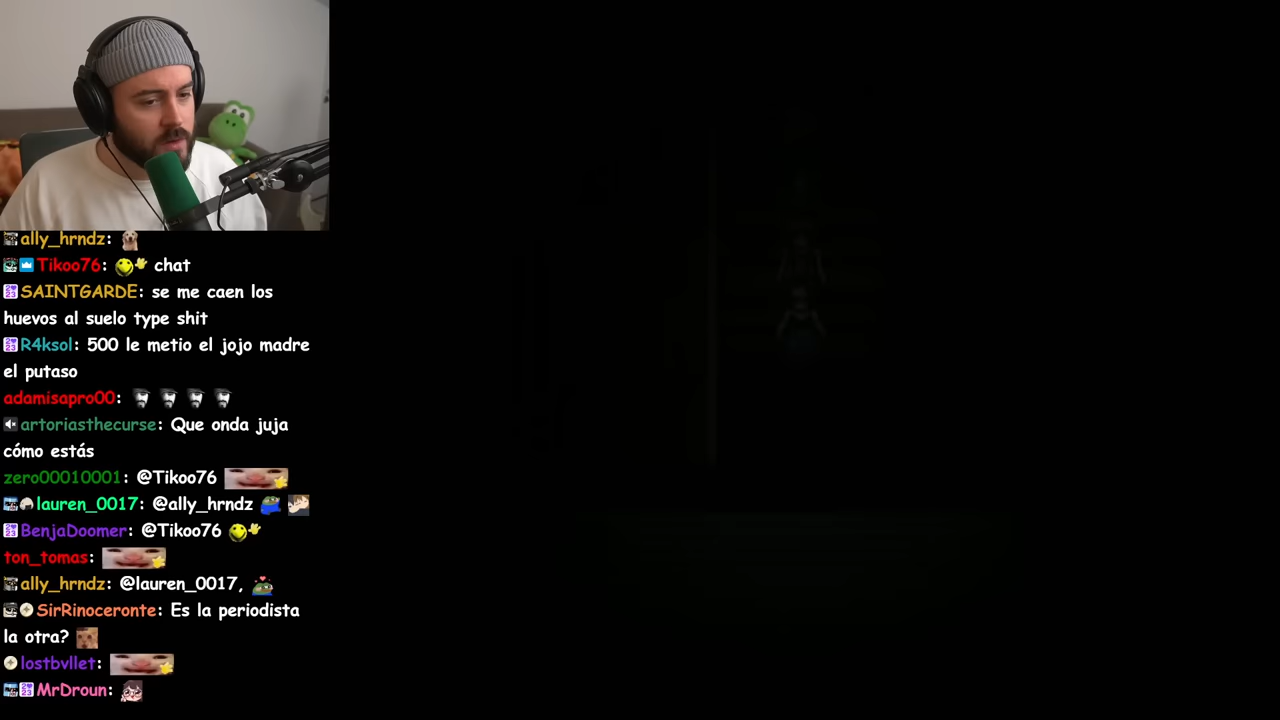 ally_hrndz:
Tikoo76: chat
SAINTGARDE: se me caen los
huevos al suelo type shit
R4ksol: 500 le metio el jojo madre
el putaso
adamisapro00:
artoriasthecurse: Que onda juja
cómo estás
zero00010001: @Tikoo76
lauren_0017: @ally_hrndz
BenjaDoomer: @Tikoo76
ton_tomas:
ally_hrndz: @lauren_0017,
SirRinoceronte: Es la periodista
la otra?
lostbvllet:
MrDroun: